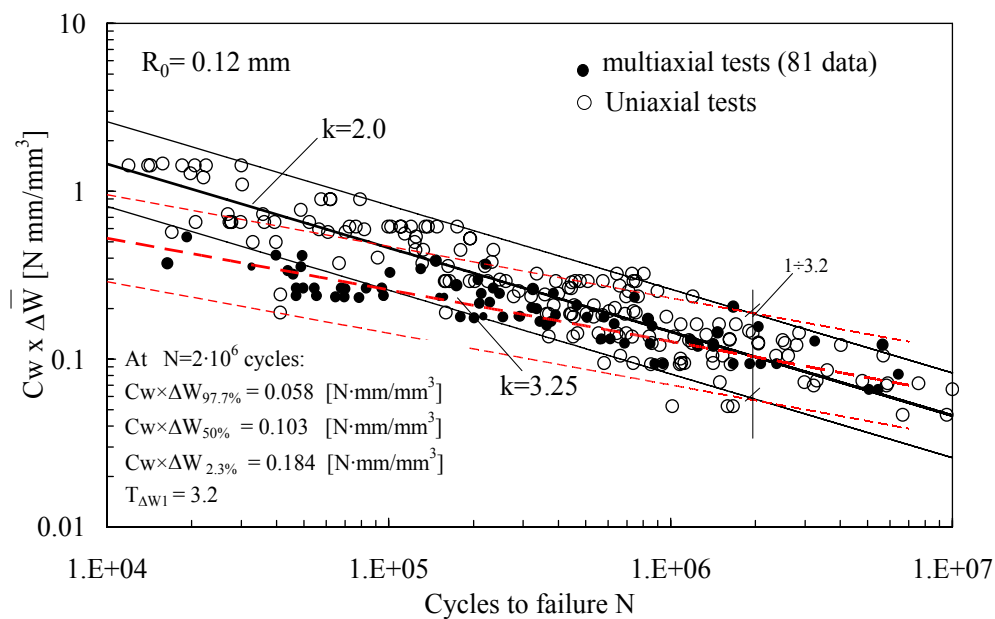 10
R₀= 0.12 mm
● multiaxial tests (81 data)
○ Uniaxial tests
k=2.0
1
Cw x ΔW̅ [N mm/mm³]
1÷3.2
0.1
At N=2·10⁶ cycles:
k=3.25
Cw×ΔW97.7% = 0.058 [N·mm/mm³]
Cw×ΔW50% = 0.103 [N·mm/mm³]
Cw×ΔW2.3% = 0.184 [N·mm/mm³]
TΔW1 = 3.2
0.01
1.E+04 1.E+05 1.E+06 1.E+07
Cycles to failure N